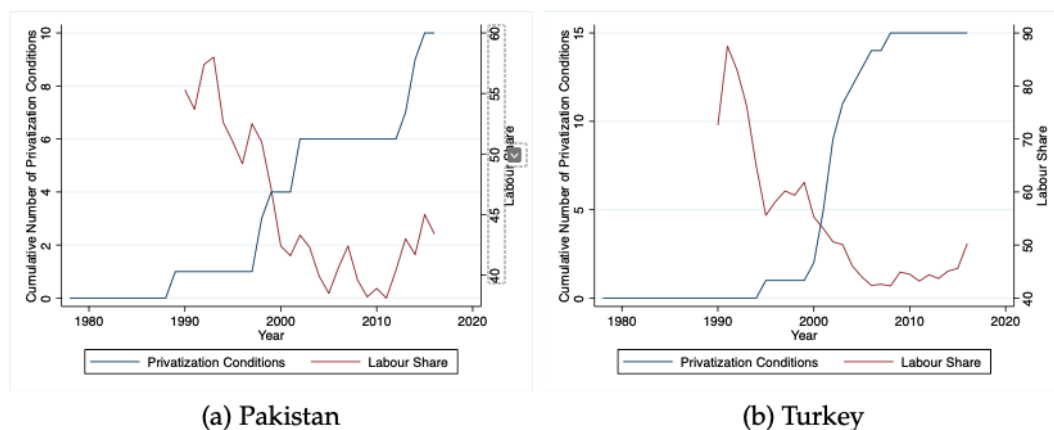 Cumulative Number of Privatization Conditions
10
8
6
4
2
0
60
55
50
45
40
Labour Share
1980 1990 2000 2010 2020
Year
Privatization Conditions Labour Share
(a) Pakistan
Cumulative Number of Privatization Conditions
15
10
5
0
90
80
70
60
50
40
Labour Share
1980 1990 2000 2010 2020
Year
Privatization Conditions Labour Share
(b) Turkey